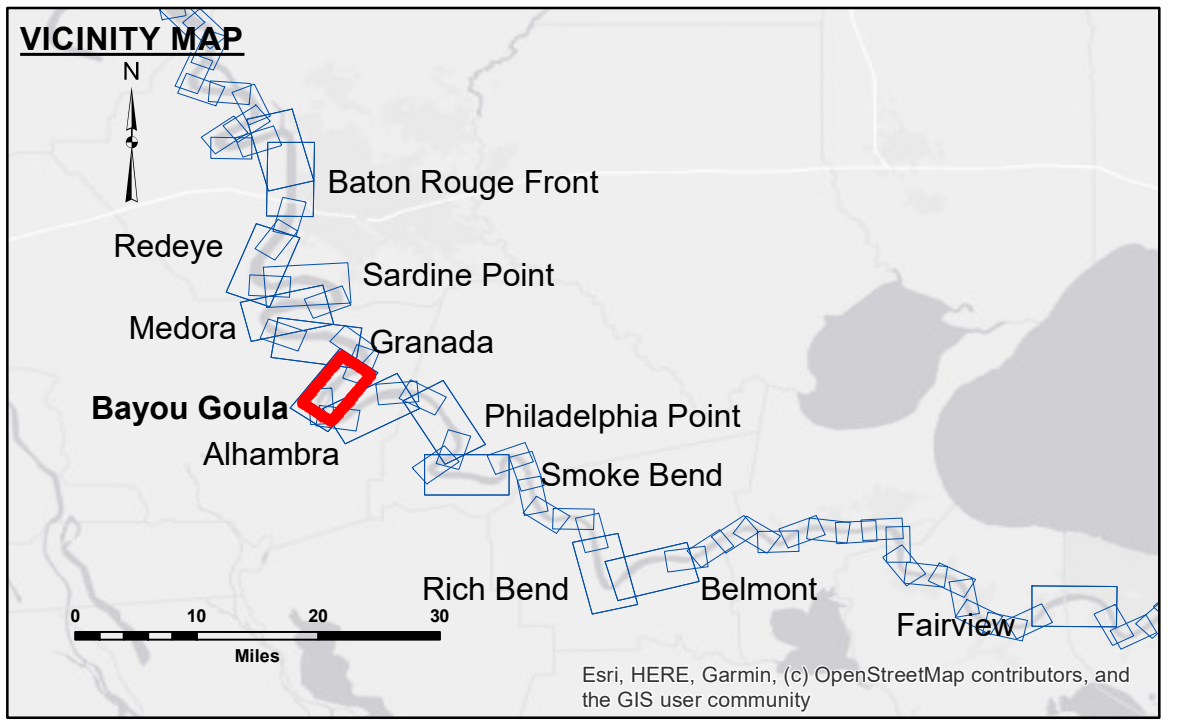 VICINITY MAP
N
Baton Rouge Front
Redeye
Sardine Point
Medora
Granada
Bayou Goula
Philadelphia Point
Alhambra
Smoke Bend
Rich Bend
Belmont
Fairview
0 10 20 30
Miles
Esri, HERE, Garmin, (c) OpenStreetMap contributors, and
the GIS user community